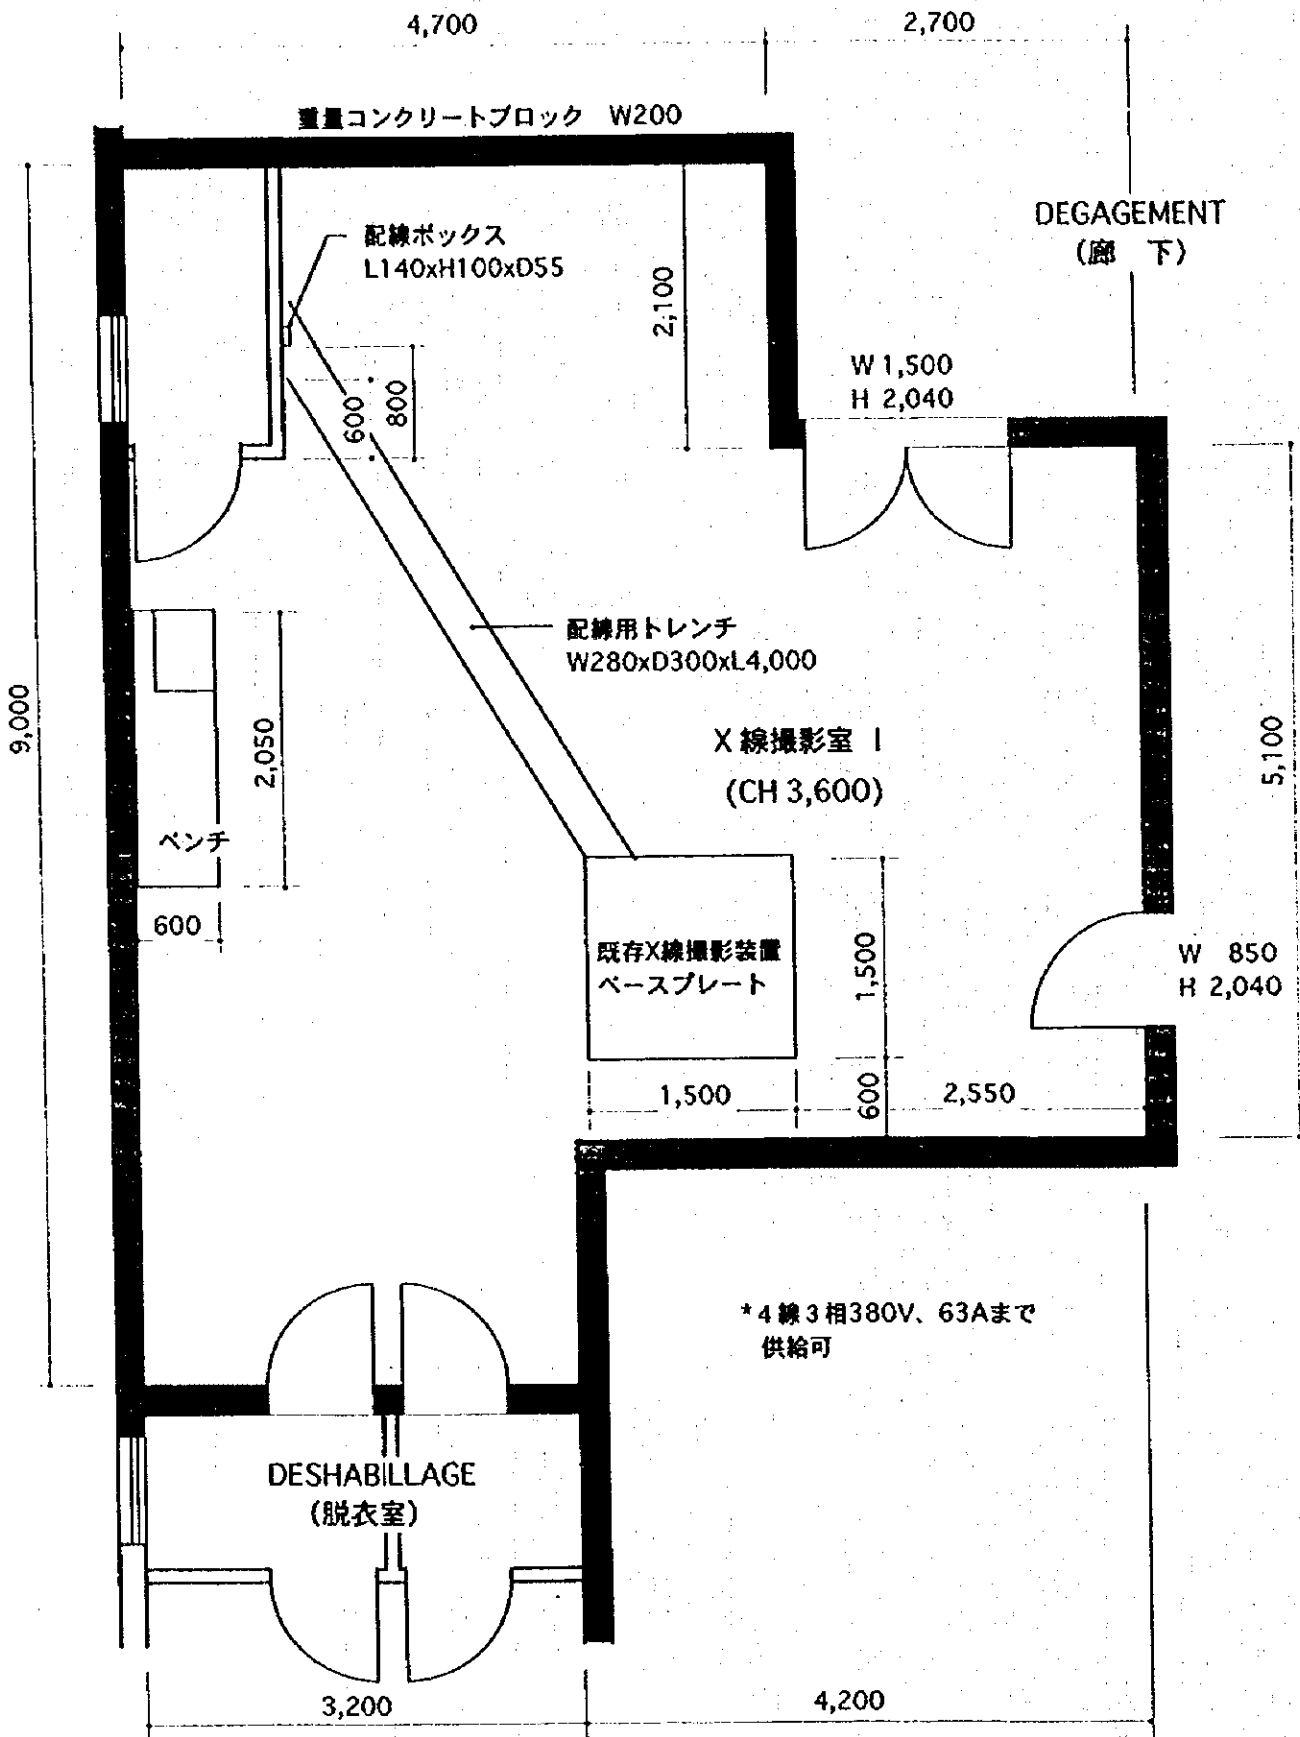 4,700
2,700
重量コンクリートブロック W200
DEGAGEMENT
(廊 下)
配線ボックス
L140xH100xD55
2,100
W 1,500
H 2,040
600
800
9,000
配線用トレンチ
W280xD300xL4,000
2,050
X 線撮影室 I
(CH 3,600)
5,100
ベンチ
600
既存X線撮影装置
ベースプレート
1,500
W 850
H 2,040
1,500
600
2,550
*4線3相380V、63Aまで
供給可
DESHABILLAGE
(脱衣室)
3,200
4,200